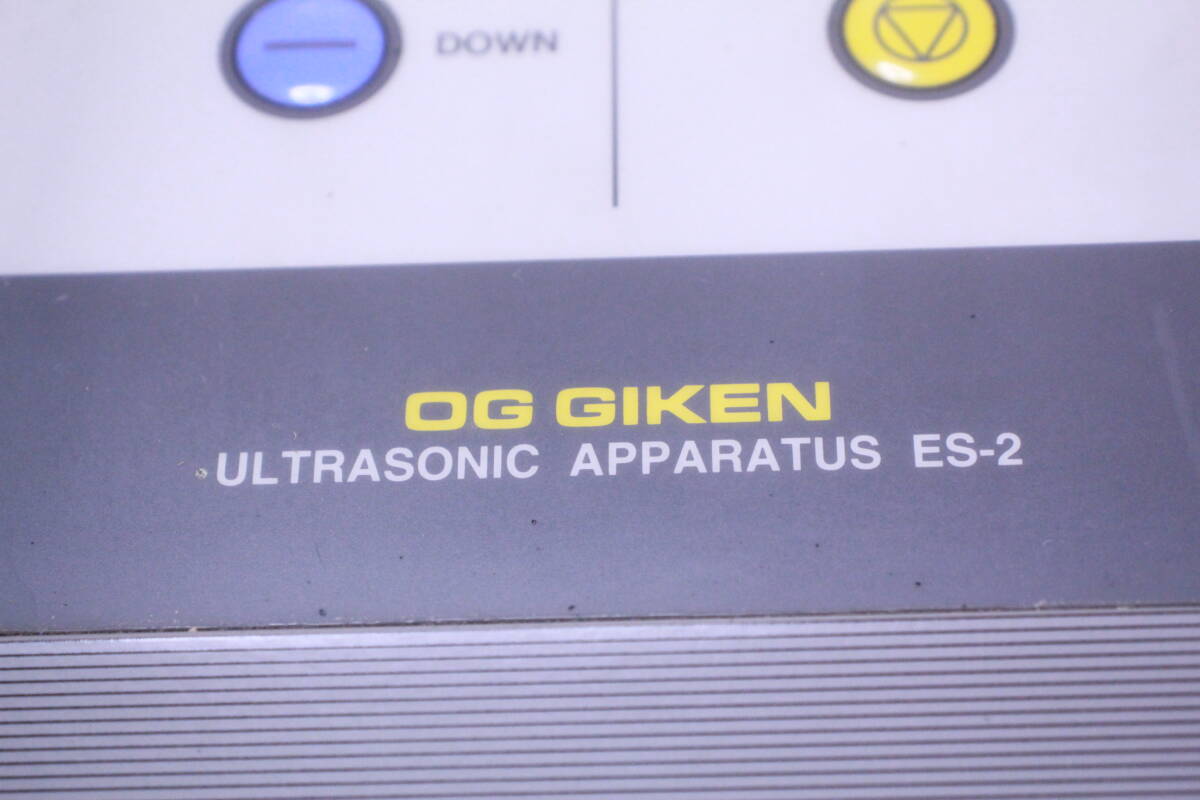 DOWN
OG GIKEN
ULTRASONIC APPARATUS ES-2